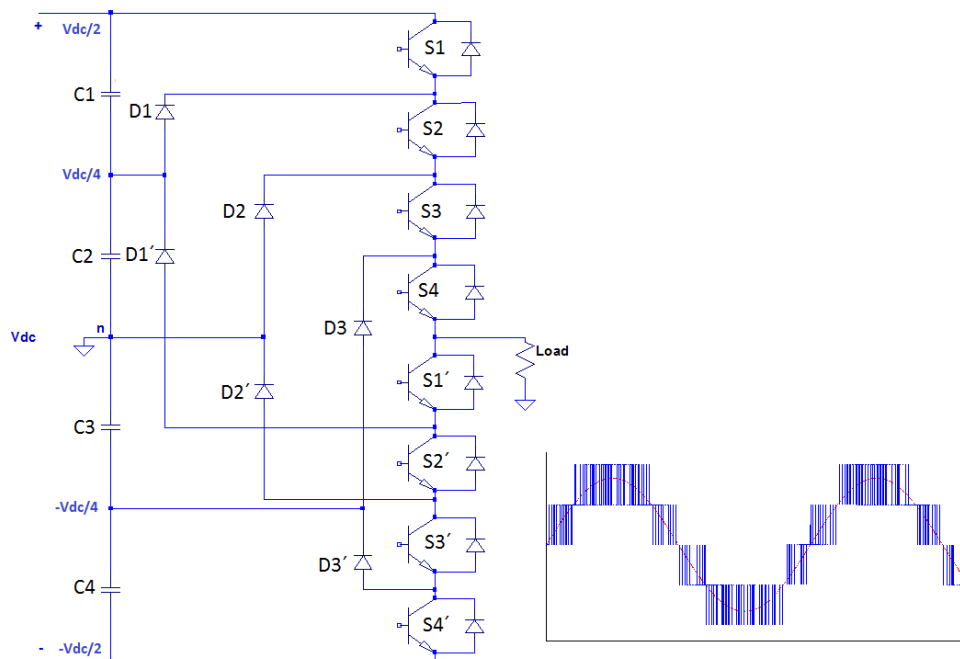 + Vdc/2
S1
C1
D1
S2
Vdc/4
D2
S3
C2
D1´
S4
D3
n
Vdc
Load
D2´
S1´
C3
S2´
-Vdc/4
S3´
D3´
C4
S4´
- -Vdc/2